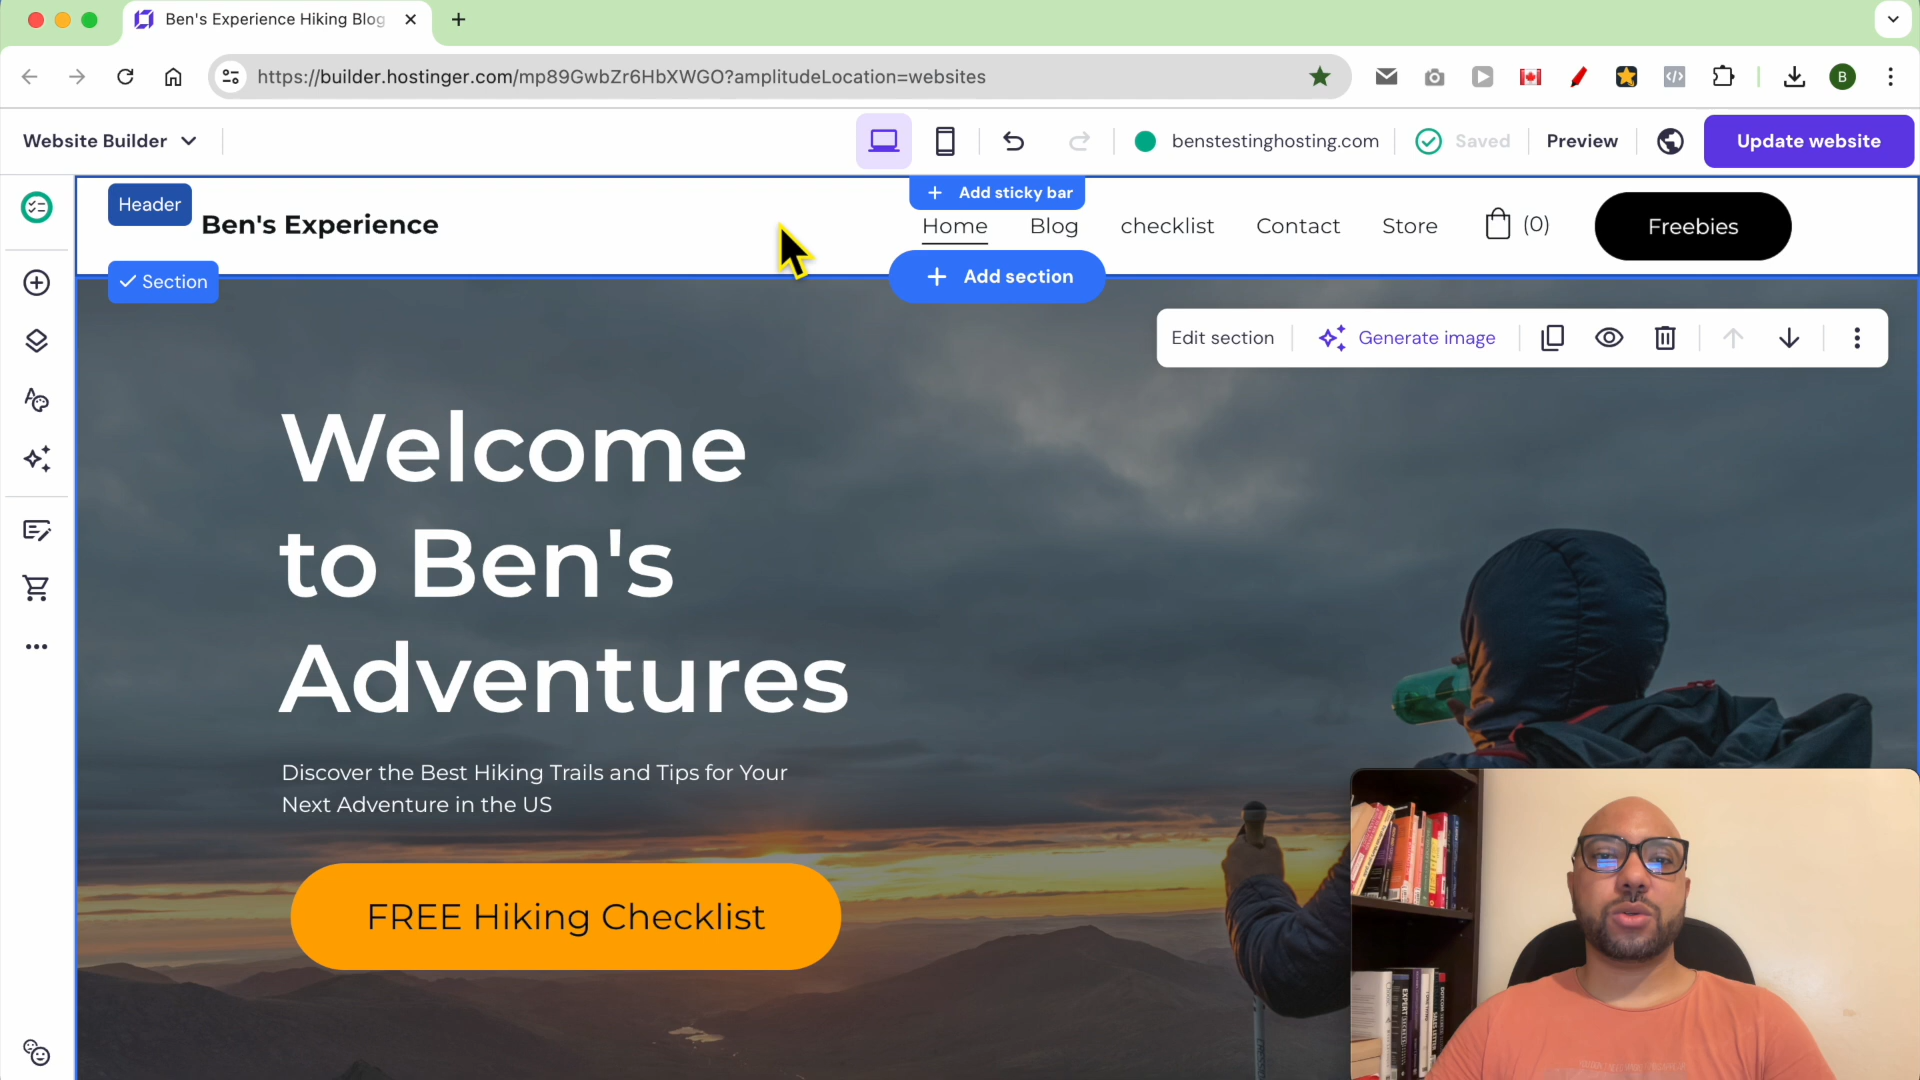 Ben's Experience Hiking Blog
https://builder.hostinger.com/mp89GwbZr6HbXWGO?amplitudeLocation=websites
B
Website Builder
benstestinghosting.com
Saved
Preview
Update website
Header
Add sticky bar
Ben's Experience
Home
Blog
checklist
Contact
Store
(0)
Freebies
Section
Add section
Edit section
Generate image
Welcome
to Ben's
Adventures
Discover the Best Hiking Trails and Tips for Your
Next Adventure in the US
FREE Hiking Checklist
EXPERT
SECRETS